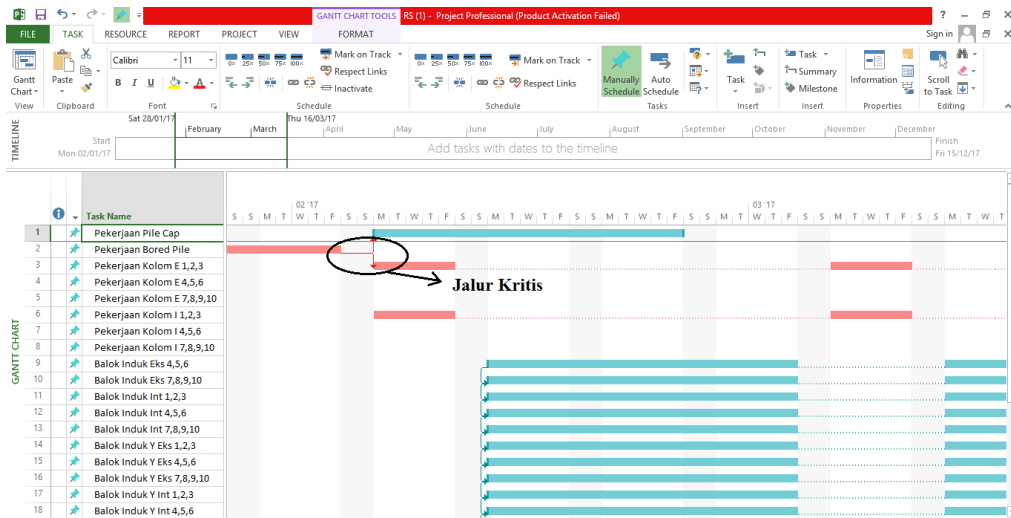 GANTT CHART TOOLS RS (1) - Project Professional (Product Activation Failed)
FILE TASK RESOURCE REPORT PROJECT VIEW FORMAT Sign in
Gantt Chart
View
Paste
Clipboard
Calibri 11
B I U A
Font
0% 25% 50% 75% 100%
Mark on Track
Respect Links
Inactivate
Schedule
0% 25% 50% 75% 100%
Mark on Track
Respect Links
Schedule
Manually Schedule
Auto Schedule
Tasks
Task
Insert
Task
Summary
Milestone
Insert
Information
Properties
Scroll to Task
Editing
TIMELINE
Sat 28/01/17 Thu 16/03/17
February March April May June July August September October November December
Start
Mon 02/01/17
Add tasks with dates to the timeline
Finish
Fri 15/12/17
GANTT CHART
Task Name
02 '17 03 '17
S S M T W T F S S M T W T F S S M T W T F S S M T W T F S S M T W T F S S M T W T F S S M T W T
1 Pekerjaan Pile Cap
2 Pekerjaan Bored Pile
3 Pekerjaan Kolom E 1,2,3
4 Pekerjaan Kolom E 4,5,6
5 Pekerjaan Kolom E 7,8,9,10
6 Pekerjaan Kolom I 1,2,3
7 Pekerjaan Kolom I 4,5,6
8 Pekerjaan Kolom I 7,8,9,10
9 Balok Induk Eks 4,5,6
10 Balok Induk Eks 7,8,9,10
11 Balok Induk Int 1,2,3
12 Balok Induk Int 4,5,6
13 Balok Induk Int 7,8,9,10
14 Balok Induk Y Eks 1,2,3
15 Balok Induk Y Eks 4,5,6
16 Balok Induk Y Eks 7,8,9,10
17 Balok Induk Y Int 1,2,3
18 Balok Induk Y Int 4,5,6
Jalur Kritis